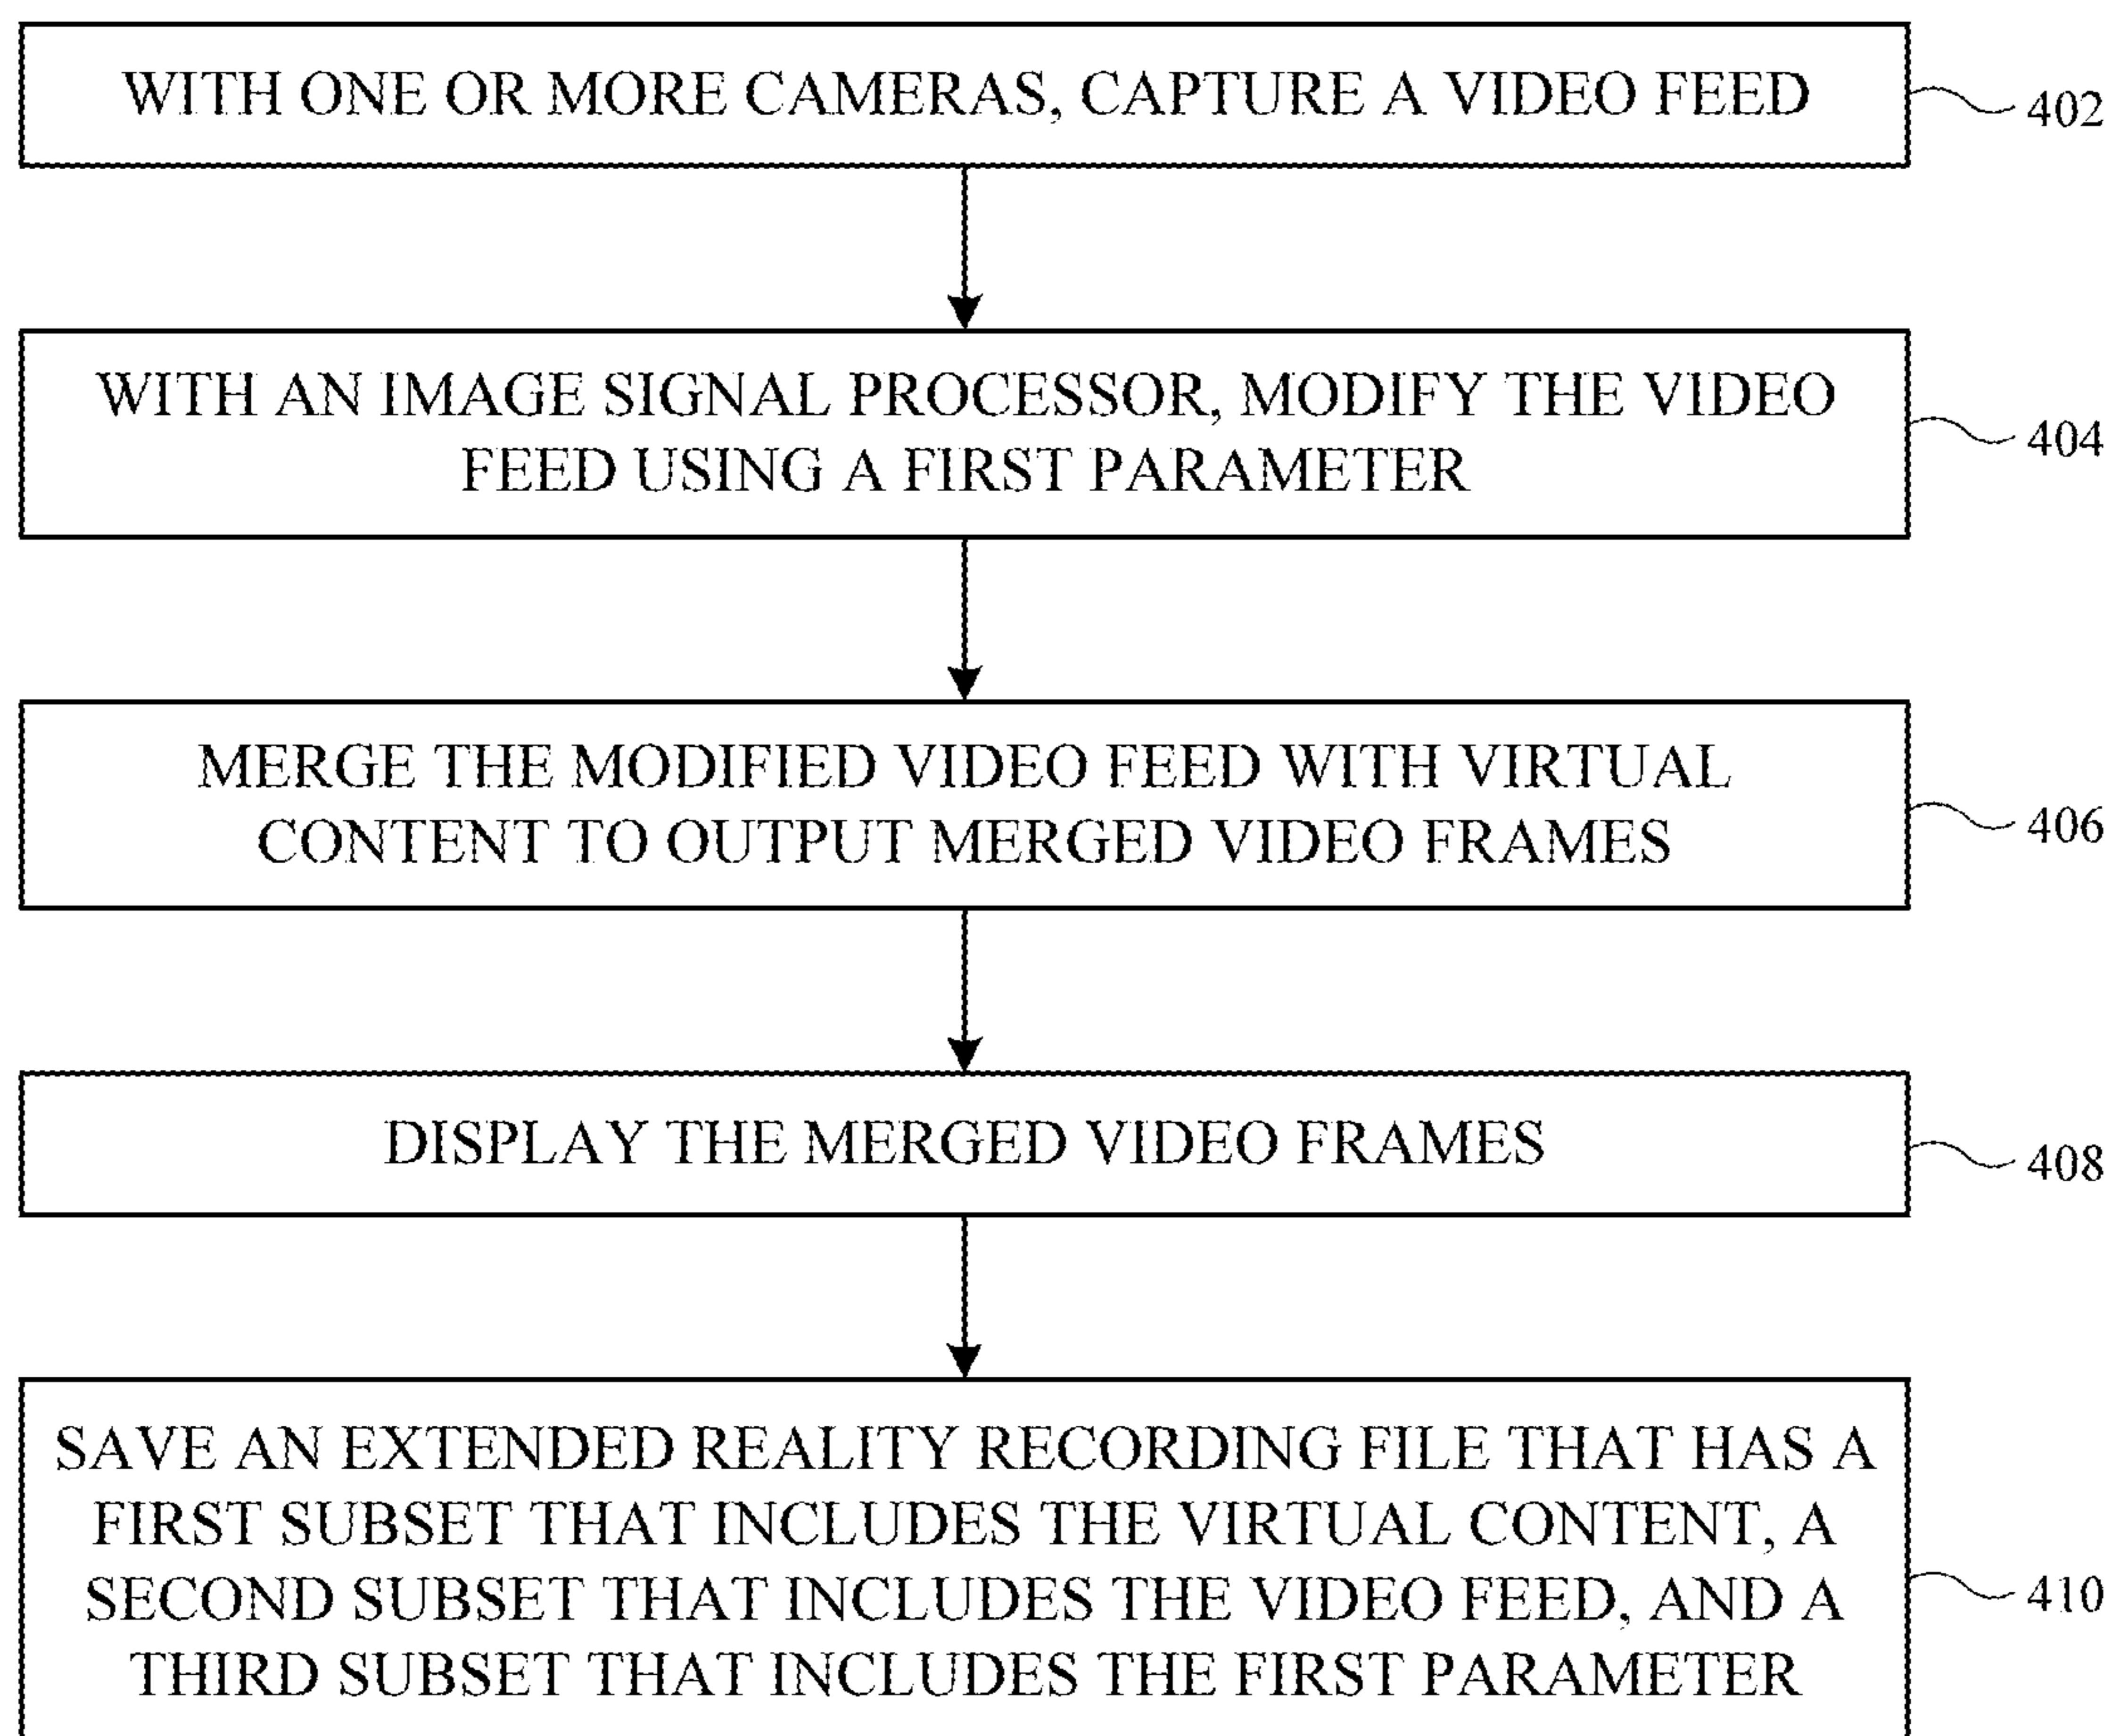 WITH ONE OR MORE CAMERAS, CAPTURE A VIDEO FEED
402
WITH AN IMAGE SIGNAL PROCESSOR, MODIFY THE VIDEO
FEED USING A FIRST PARAMETER
404
MERGE THE MODIFIED VIDEO FEED WITH VIRTUAL
CONTENT TO OUTPUT MERGED VIDEO FRAMES
406
DISPLAY THE MERGED VIDEO FRAMES
408
SAVE AN EXTENDED REALITY RECORDING FILE THAT HAS A
FIRST SUBSET THAT INCLUDES THE VIRTUAL CONTENT, A
SECOND SUBSET THAT INCLUDES THE VIDEO FEED, AND A
THIRD SUBSET THAT INCLUDES THE FIRST PARAMETER
410